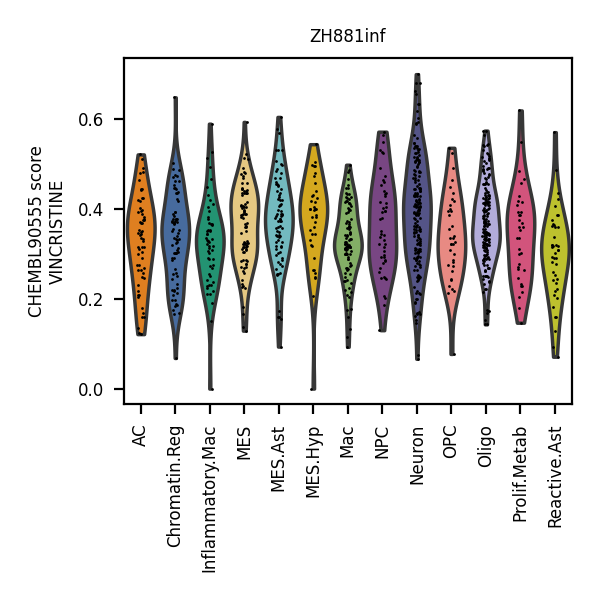 ZH881inf
CHEMBL90555 score
VINCRISTINE
0.6
0.4
0.2
0.0
AC
Chromatin.Reg
Inflammatory.Mac
MES
MES.Ast
MES.Hyp
Mac
NPC
Neuron
OPC
Oligo
Prolif.Metab
Reactive.Ast